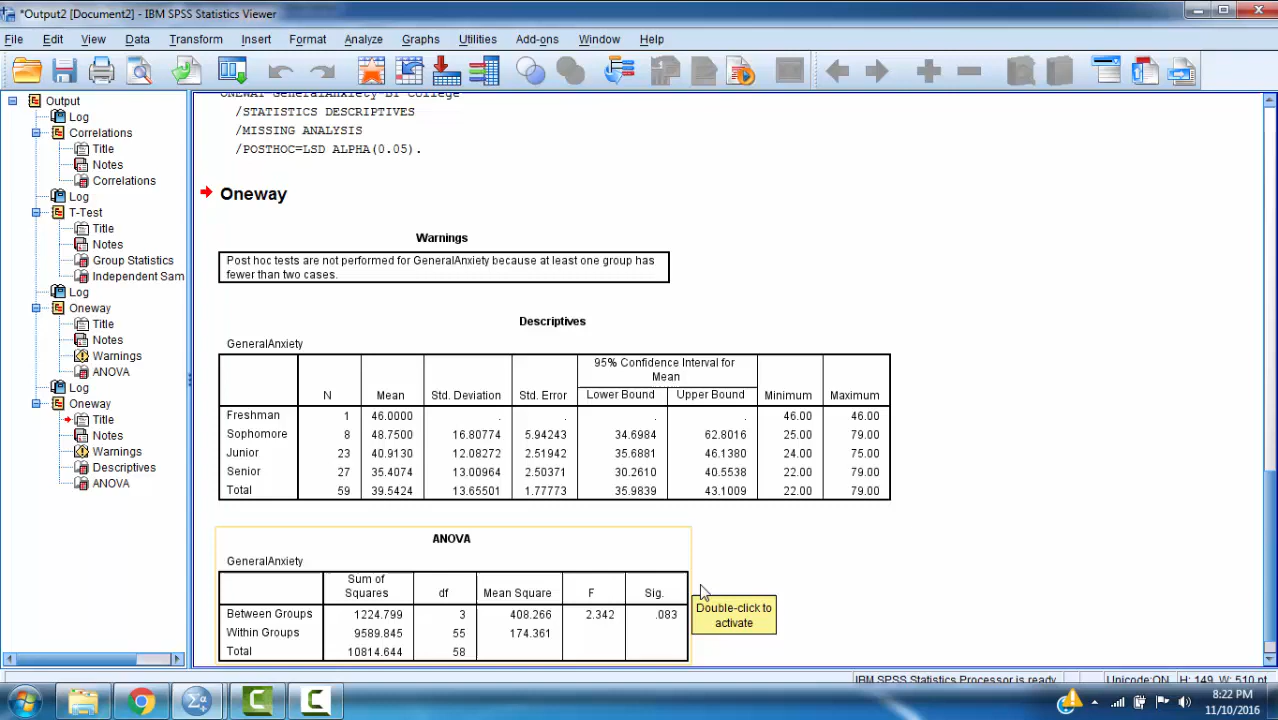 *Output2 [Document2] - IBM SPSS Statistics Viewer
File Edit View Data Transform Insert Format Analyze Graphs Utilities Add-ons Window Help
Output
Log
Correlations
Title
Notes
Correlations
Log
T-Test
Title
Notes
Group Statistics
Independent Sam
Log
Oneway
Title
Notes
Warnings
ANOVA
Log
Oneway
Title
Notes
Warnings
Descriptives
ANOVA
ONEWAY GeneralAnxiety BY College
/STATISTICS DESCRIPTIVES
/MISSING ANALYSIS
/POSTHOC=LSD ALPHA(0.05).
Oneway
Warnings
Post hoc tests are not performed for GeneralAnxiety because at least one group has
fewer than two cases.
Descriptives
GeneralAnxiety
95% Confidence Interval for
Mean
N Mean Std. Deviation Std. Error Lower Bound Upper Bound Minimum Maximum
Freshman 1 46.0000 . . . . 46.00 46.00
Sophomore 8 48.7500 16.80774 5.94243 34.6984 62.8016 25.00 79.00
Junior 23 40.9130 12.08272 2.51942 35.6881 46.1380 24.00 75.00
Senior 27 35.4074 13.00964 2.50371 30.2610 40.5538 22.00 79.00
Total 59 39.5424 13.65501 1.77773 35.9839 43.1009 22.00 79.00
ANOVA
GeneralAnxiety
Sum of
Squares df Mean Square F Sig.
Between Groups 1224.799 3 408.266 2.342 .083
Within Groups 9589.845 55 174.361
Total 10814.644 58
Double-click to
activate
IBM SPSS Statistics Processor is ready Unicode:ON H: 149, W: 510 pt
8:22 PM
11/10/2016